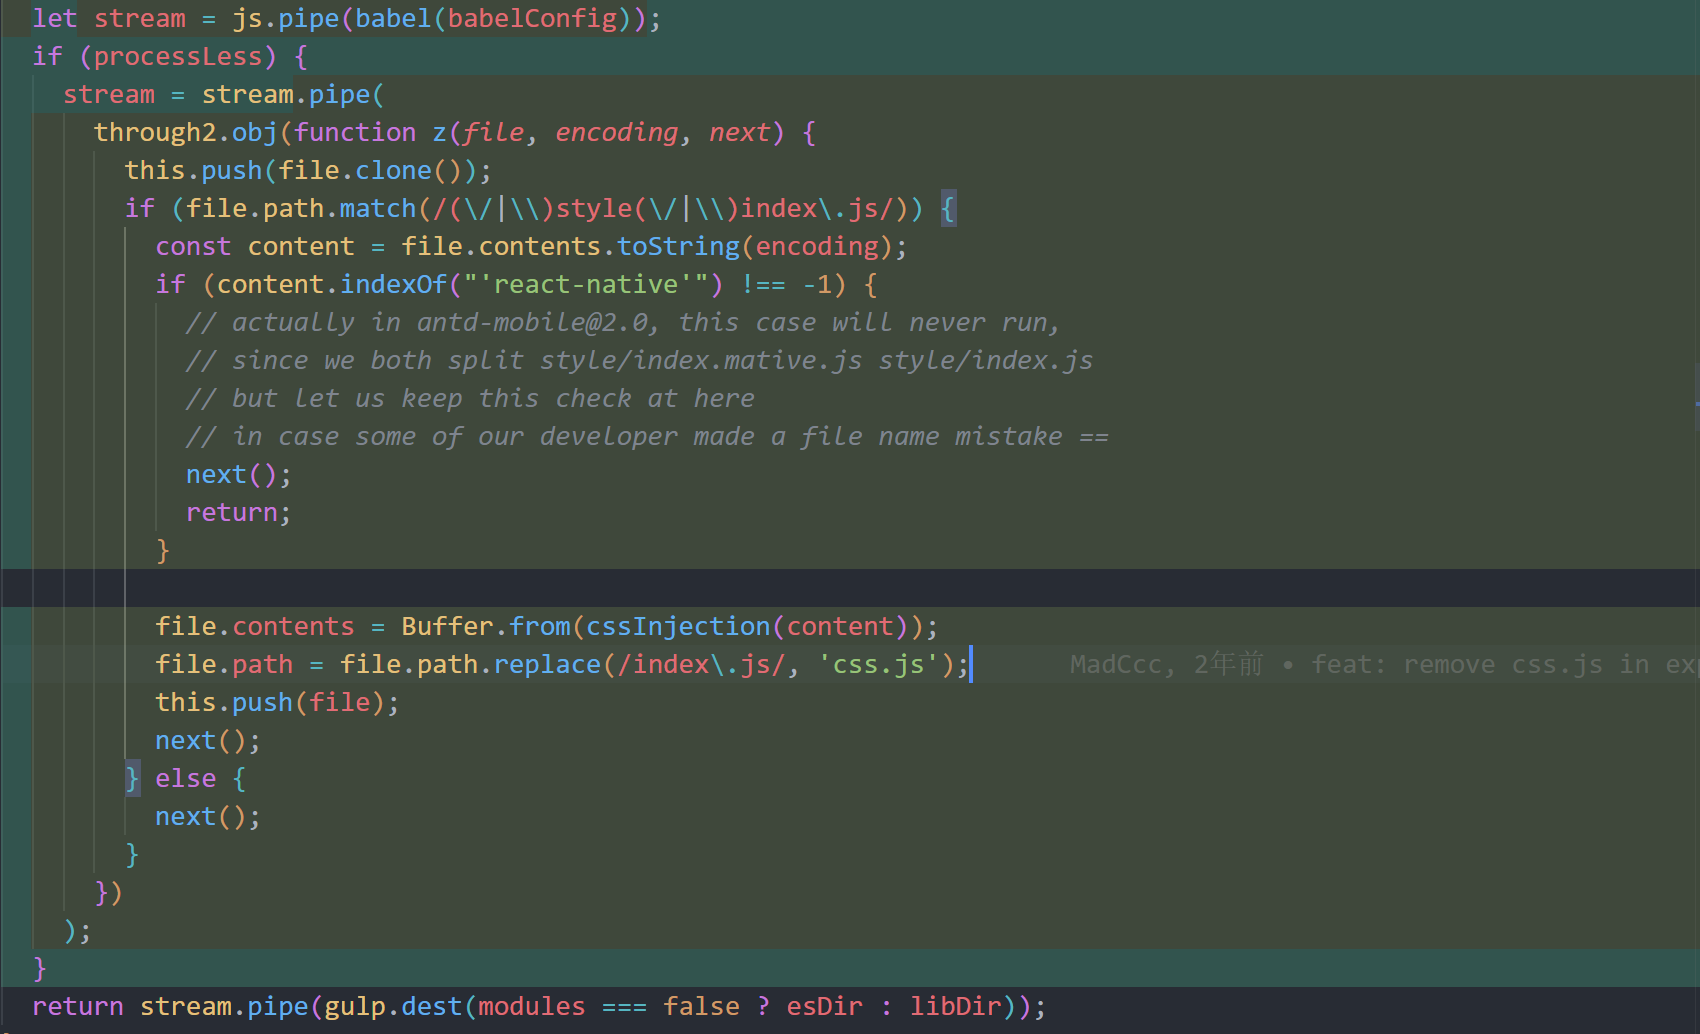 let stream = js.pipe(babel(babelConfig));
if (processLess) {
stream = stream.pipe(
through2.obj(function z(file, encoding, next) {
this.push(file.clone());
if (file.path.match(/(\/|\\)style(\/|\\)index\.js/)) {
const content = file.contents.toString(encoding);
if (content.indexOf("'react-native'") !== -1) {
// actually in antd-mobile@2.0, this case will never run,
// since we both split style/index.mative.js style/index.js
// but let us keep this check at here
// in case some of our developer made a file name mistake ==
next();
return;
}
file.contents = Buffer.from(cssInjection(content));
file.path = file.path.replace(/index\.js/, 'css.js'); MadCcc, 2年前 • feat: remove css.js in exp
this.push(file);
next();
} else {
next();
}
})
);
}
return stream.pipe(gulp.dest(modules === false ? esDir : libDir));